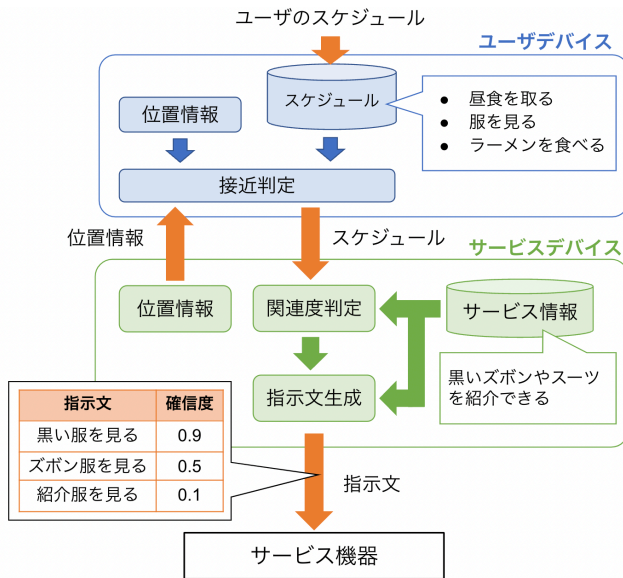 ユーザのスケジュール
ユーザデバイス
スケジュール
位置情報
● 昼食を取る
● 服を見る
● ラーメンを食べる
接近判定
位置情報
スケジュール
サービスデバイス
位置情報
関連度判定
サービス情報
黒いズボンやスーツ
を紹介できる
指示文生成
指示文 確信度
黒い服を見る 0.9
ズボン服を見る 0.5
紹介服を見る 0.1
指示文
サービス機器